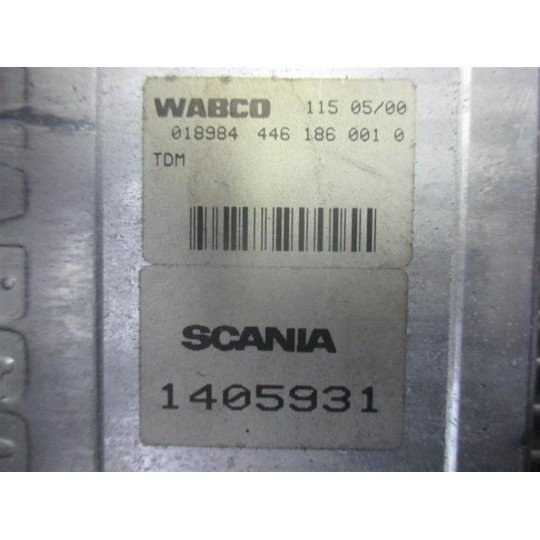 WABCO 115 05/00
018984 446 186 001 0
TDM
SCANIA
1405931